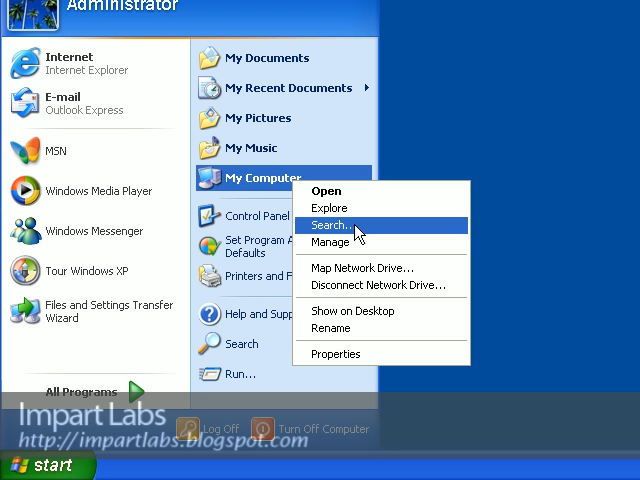 Administrator
Internet
Internet Explorer
E-mail
Outlook Express
MSN
Windows Media Player
Windows Messenger
Tour Windows XP
Files and Settings Transfer
Wizard
All Programs
My Documents
My Recent Documents
My Pictures
My Music
My Computer
Control Panel
Set Program A
Defaults
Printers and F
Help and Supp
Search
Run...
Open
Explore
Search...
Manage
Map Network Drive...
Disconnect Network Drive...
Show on Desktop
Rename
Properties
Log Off
Turn Off Computer
Impart Labs
http://impartlabs.blogspot.com
start